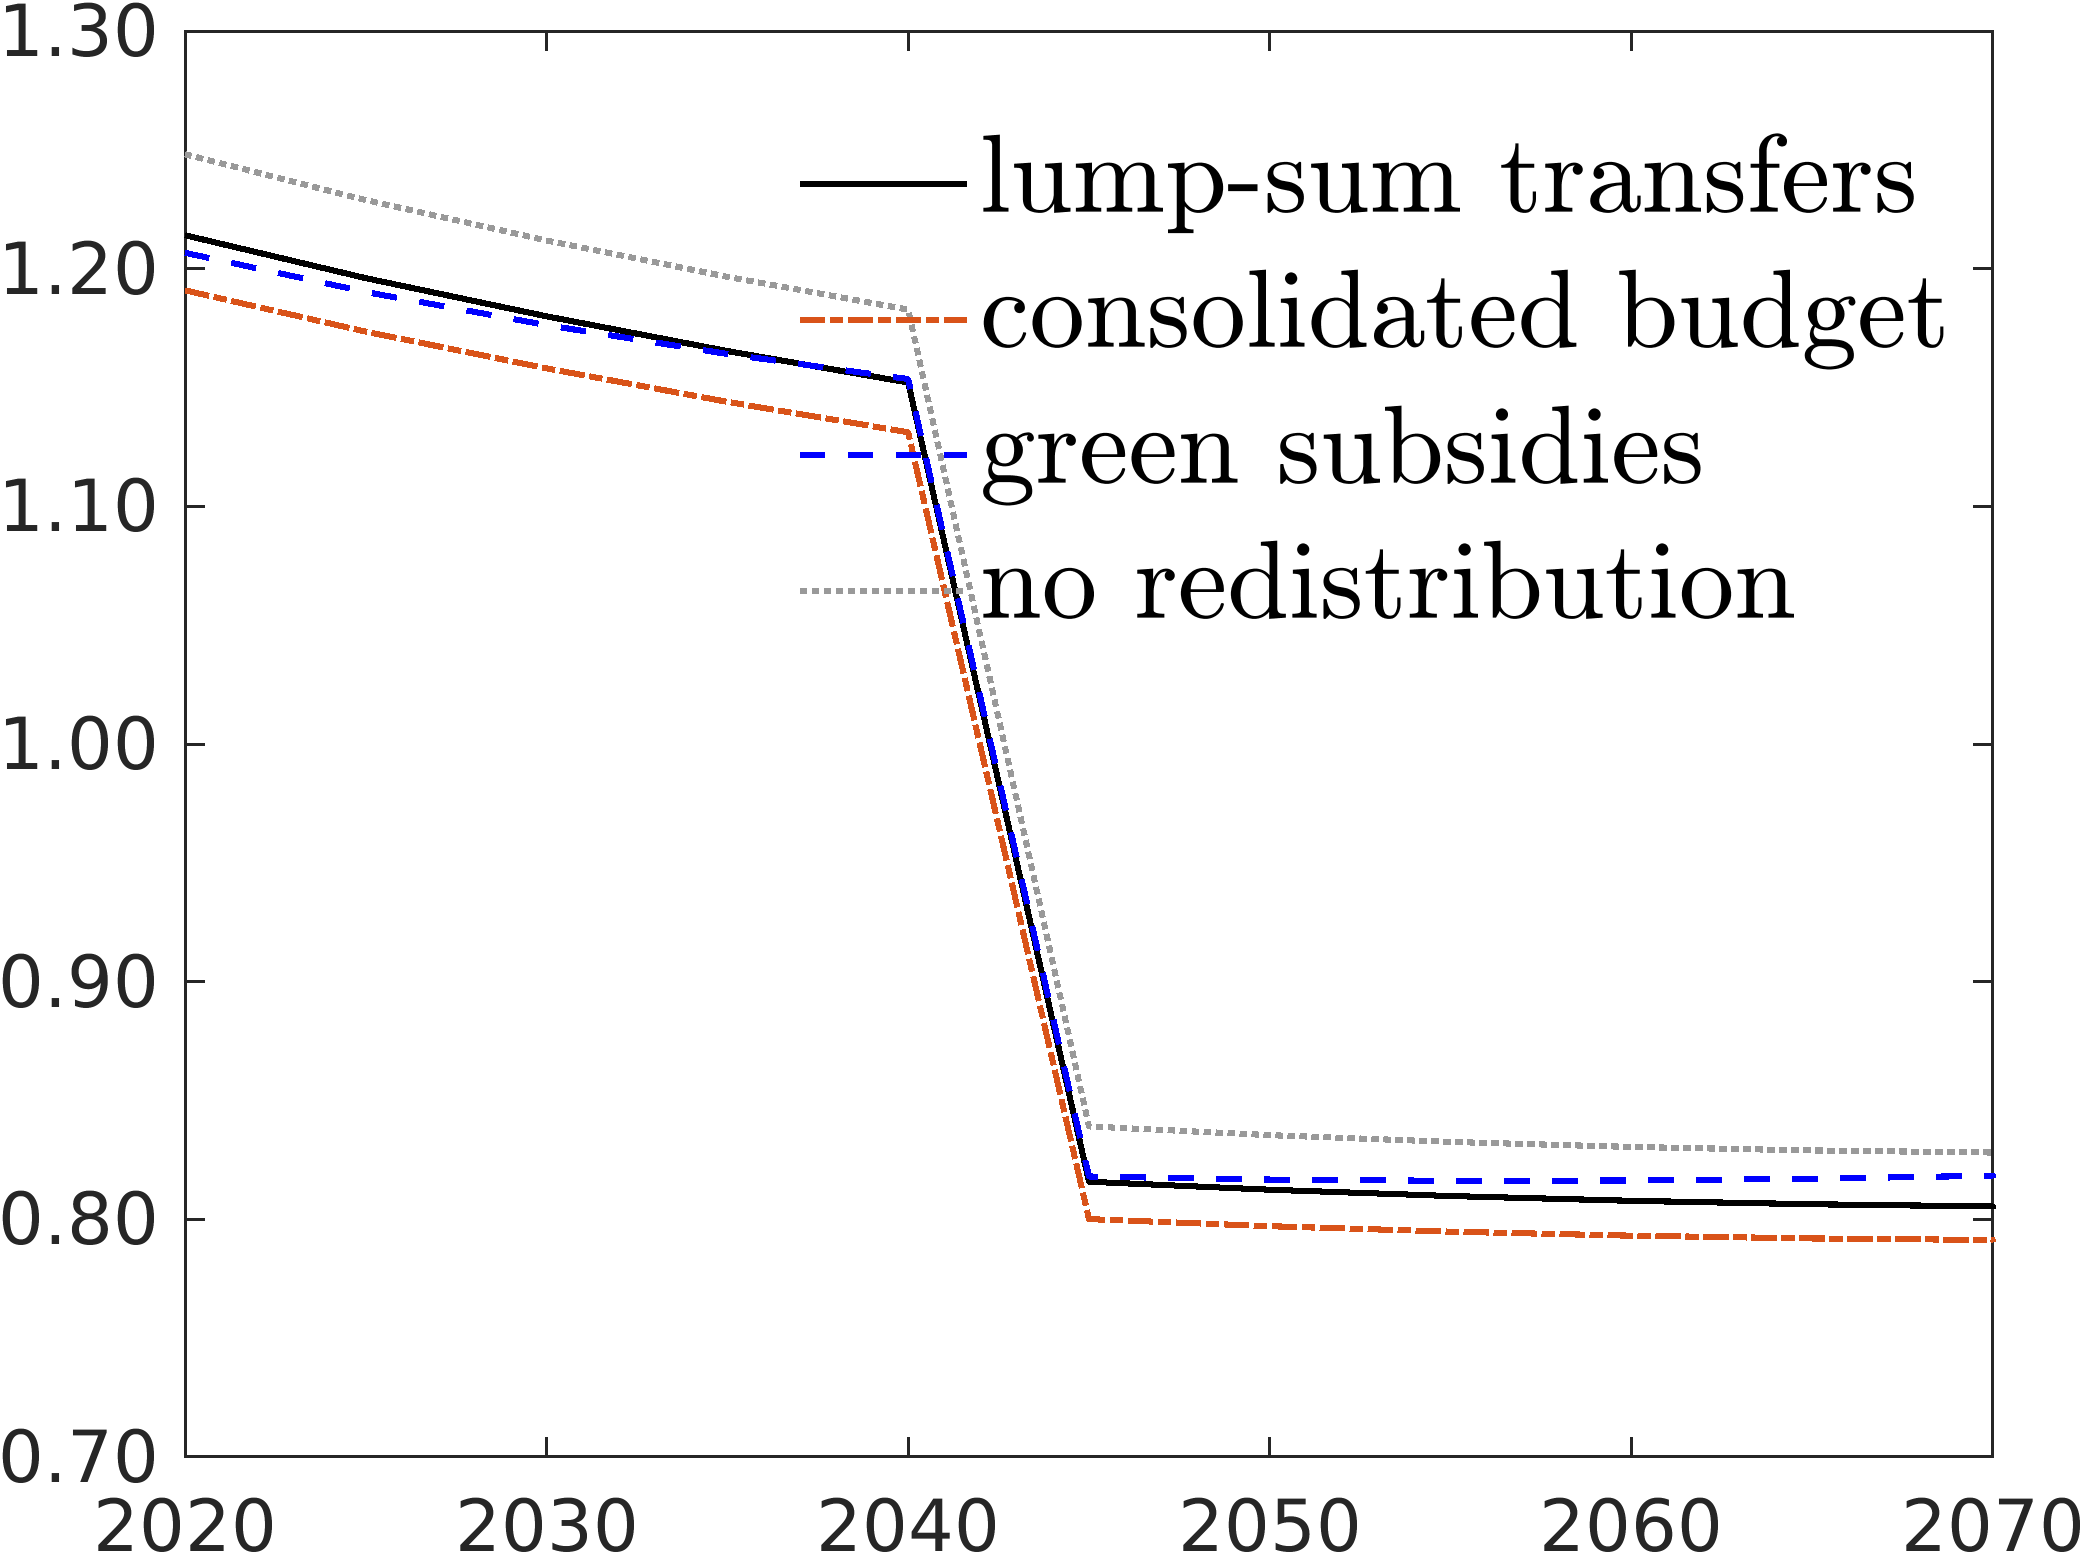 1.30
1.20
1.10
1.00
0.90
0.80
0.70
2020 2030 2040 2050 2060 2070
lump-sum transfers
consolidated budget
green subsidies
no redistribution